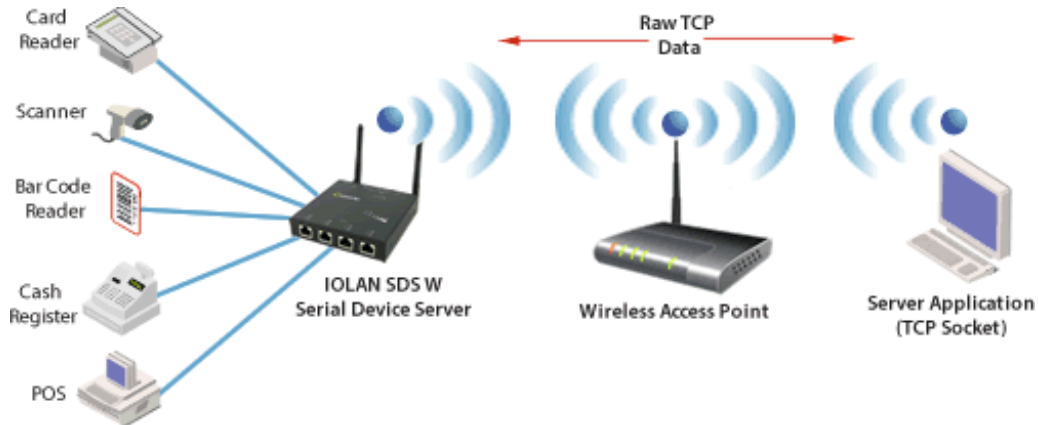 Card
Reader
Scanner
Bar Code
Reader
Cash
Register
POS
IOLAN SDS W
Serial Device Server
Raw TCP
Data
Wireless Access Point
Server Application
(TCP Socket)